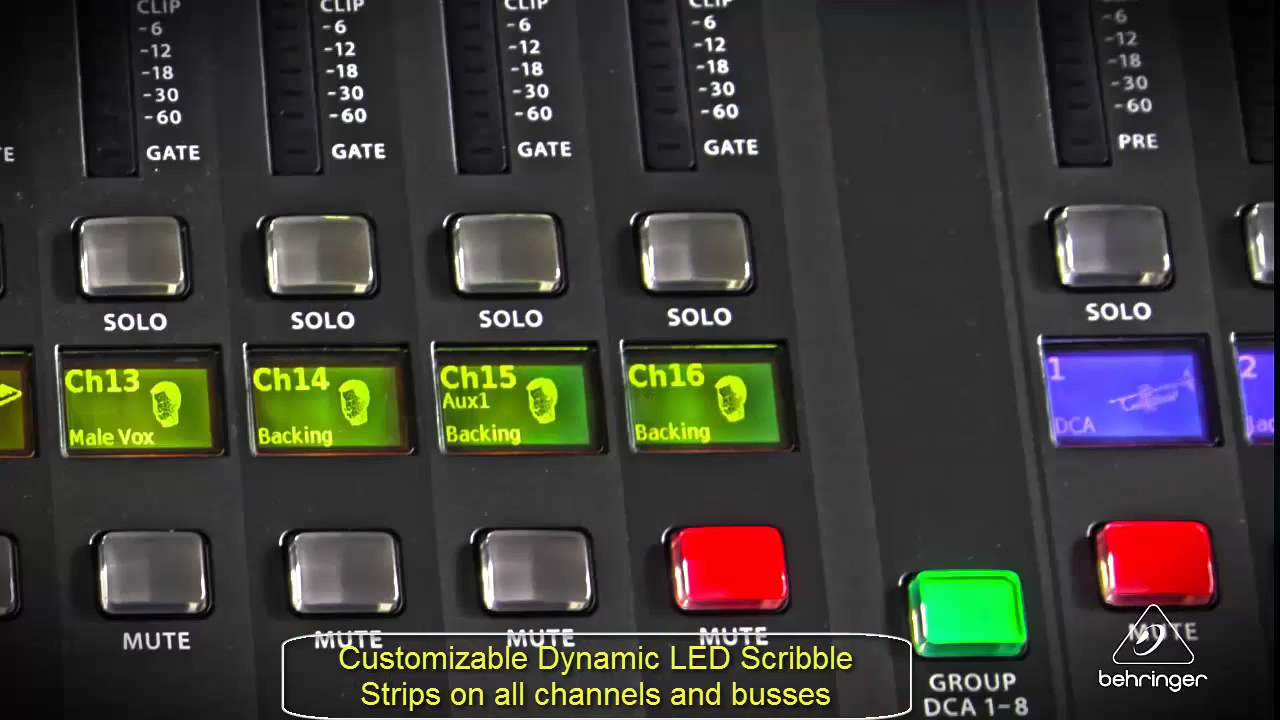 CLIP CLIP CLIP CLIP
-6 -6 -6 -6 -6
-12 -12 -12 -12 -12
-18 -18 -18 -18 -18
-30 -30 -30 -30 -30
-60 -60 -60 -60 -60
GATE GATE GATE GATE PRE
SOLO SOLO SOLO SOLO SOLO
Ch13 Ch14 Ch15 Ch16 1 2
Aux1
Male Vox Backing Backing Backing DCA
MUTE MUTE MUTE MUTE MUTE
Customizable Dynamic LED Scribble
Strips on all channels and busses
GROUP
DCA 1-8
behringer